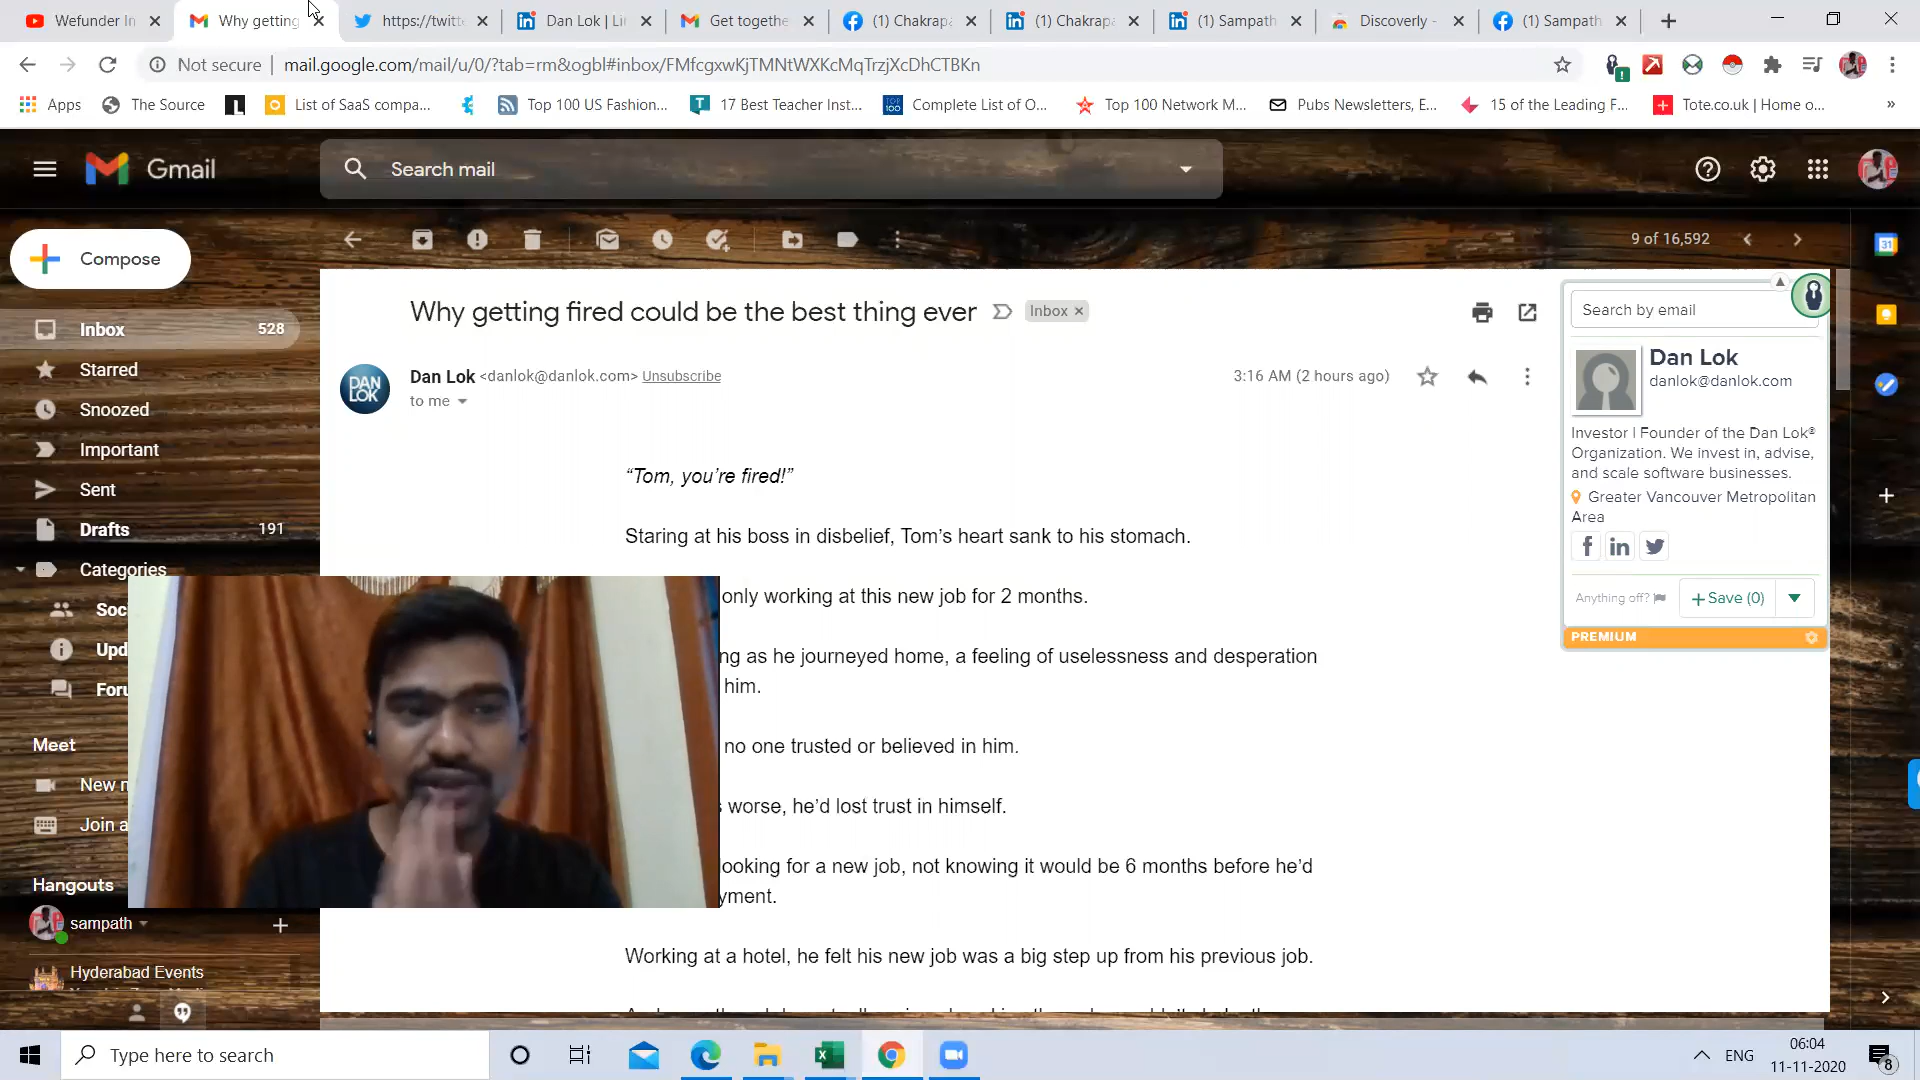 Wefunder In
Why getting
https://twitt
Dan Lok | Li
Get togethe
(1) Chakrapa
(1) Chakrapa
(1) Sampath
Discoverly -
(1) Sampath
Not secure
mail.google.com/mail/u/0/?tab=rm&ogbl#inbox/FMfcgxwKjTMNtWXKcMqTrzjXcDhCTBKn
Apps
The Source
List of SaaS compa...
Top 100 US Fashion...
17 Best Teacher Inst...
Complete List of O...
Top 100 Network M...
Pubs Newsletters, E...
15 of the Leading F...
Tote.co.uk | Home o...
»
Gmail
Search mail
Compose
9 of 16,592
Inbox 528
Starred
Snoozed
Important
Sent
Drafts 191
Categories
Soci
Upd
Foru
Meet
New m
Join a
Hangouts
sampath
Hyderabad Events
Why getting fired could be the best thing ever
Inbox ×
DAN
LOK
Dan Lok <danlok@danlok.com> Unsubscribe
to me
3:16 AM (2 hours ago)
“Tom, you’re fired!”
Staring at his boss in disbelief, Tom’s heart sank to his stomach.
only working at this new job for 2 months.
ng as he journeyed home, a feeling of uselessness and desperation
him.
no one trusted or believed in him.
s worse, he’d lost trust in himself.
ooking for a new job, not knowing it would be 6 months before he’d
yment.
Working at a hotel, he felt his new job was a big step up from his previous job.
Search by email
Dan Lok
danlok@danlok.com
Investor | Founder of the Dan Lok®
Organization. We invest in, advise,
and scale software businesses.
Greater Vancouver Metropolitan
Area
Anything off?
+Save (0)
PREMIUM
31
Type here to search
ENG
06:04
11-11-2020
8